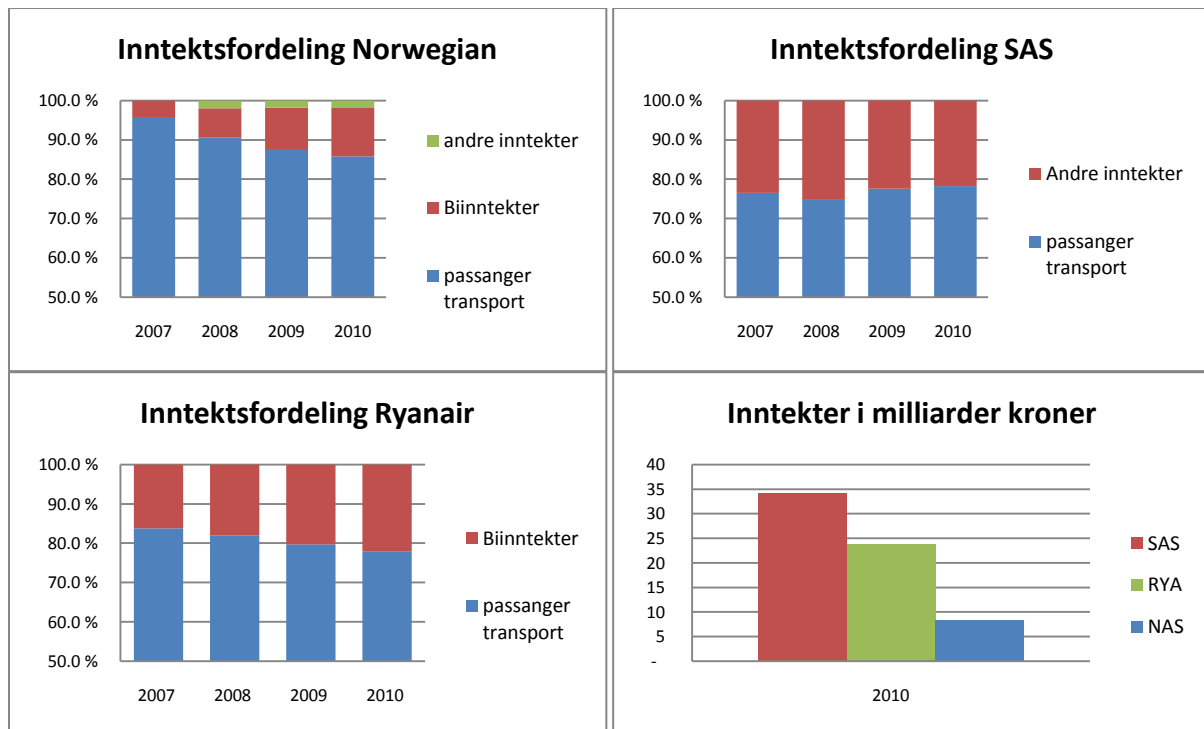 Inntektsfordeling Norwegian
100.0 %
90.0 %
80.0 %
70.0 %
60.0 %
50.0 %
2007 2008 2009 2010
andre inntekter
Biinntekter
passanger
transport
Inntektsfordeling SAS
100.0 %
90.0 %
80.0 %
70.0 %
60.0 %
50.0 %
2007 2008 2009 2010
Andre inntekter
passanger
transport
Inntektsfordeling Ryanair
100.0 %
90.0 %
80.0 %
70.0 %
60.0 %
50.0 %
2007 2008 2009 2010
Biinntekter
passanger
transport
Inntekter i milliarder kroner
40
35
30
25
20
15
10
5
-
2010
SAS
RYA
NAS